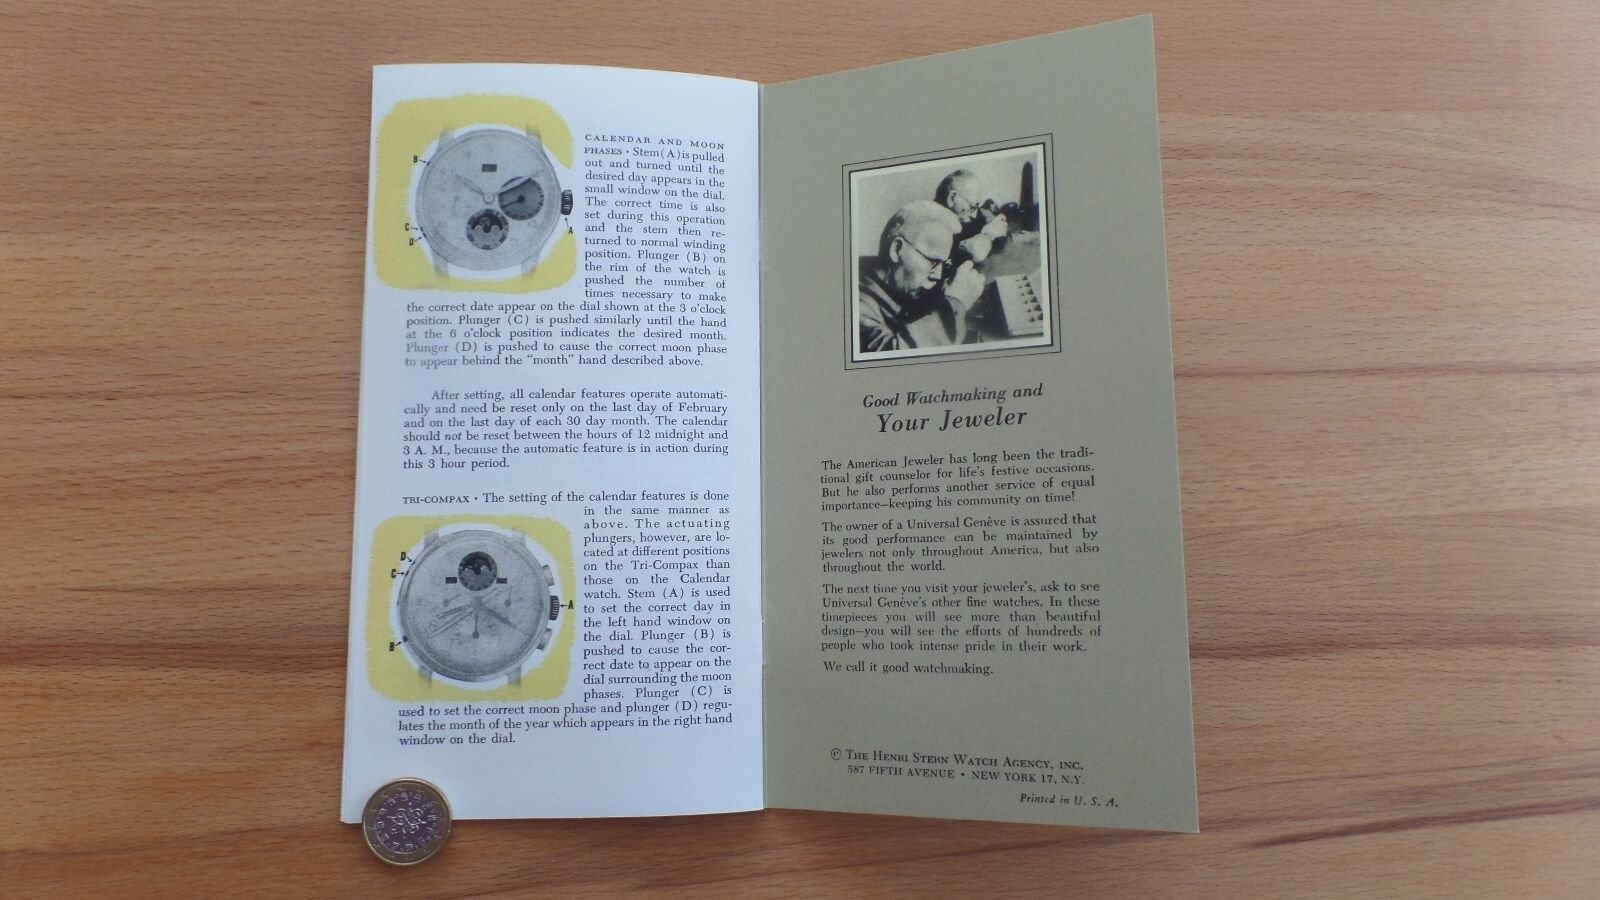 CALENDAR AND MOON
PHASES • Stem (A) is pulled
out and turned until the
desired day appears in the
small window on the dial.
The correct time is also
set during this operation
and the stem then re-
turned to normal winding
position. Plunger (B) on
the rim of the watch is
pushed the number of
times necessary to make
the correct date appear on the dial shown at the 3 o'clock
position. Plunger (C) is pushed similarly until the hand
at the 6 o'clock position indicates the desired month.
Plunger (D) is pushed to cause the correct moon phase
to appear behind the "month" hand described above.
B
C
D
A
After setting, all calendar features operate automati-
cally and need be reset only on the last day of February
and on the last day of each 30 day month. The calendar
should not be reset between the hours of 12 midnight and
3 A. M., because the automatic feature is in action during
this 3 hour period.
TRI-COMPAX • The setting of the calendar features is done
in the same manner as
above. The actuating
plungers, however, are lo-
cated at different positions
on the Tri-Compax than
those on the Calendar
watch. Stem (A) is used
to set the correct day in
the left hand window on
the dial. Plunger (B) is
pushed to cause the cor-
rect date to appear on the
dial surrounding the moon
phases. Plunger (C) is
used to set the correct moon phase and plunger (D) regu-
lates the month of the year which appears in the right hand
window on the dial.
D
C
A
B
Good Watchmaking and
Your Jeweler
The American Jeweler has long been the tradi-
tional gift counselor for life's festive occasions.
But he also performs another service of equal
importance—keeping his community on time!
The owner of a Universal Genève is assured that
its good performance can be maintained by
jewelers not only throughout America, but also
throughout the world.
The next time you visit your jeweler's, ask to see
Universal Genève's other fine watches. In these
timepieces you will see more than beautiful
design—you will see the efforts of hundreds of
people who took intense pride in their work.
We call it good watchmaking.
© THE HENRI STERN WATCH AGENCY, INC.
587 FIFTH AVENUE • NEW YORK 17, N.Y.
Printed in U. S. A.